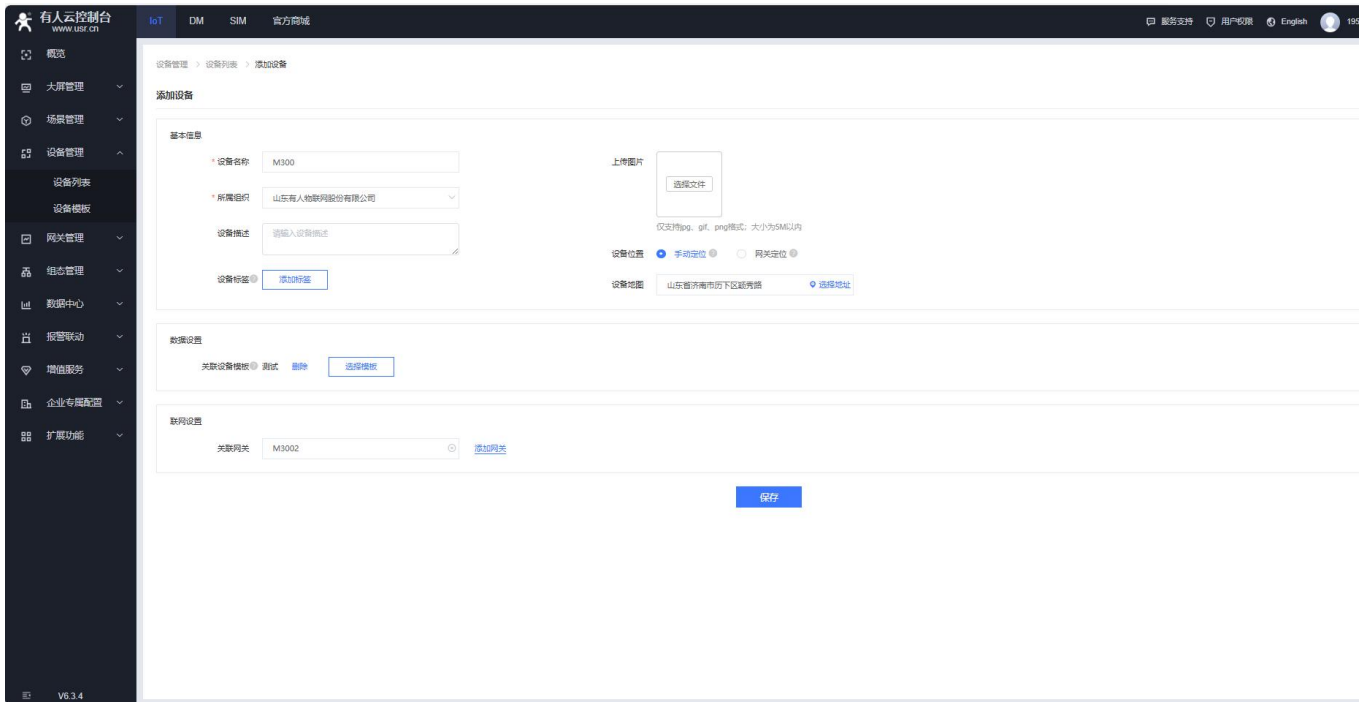 有人云控制台
www.usr.cn
IoT DM SIM 官方商城
服务支持 用户权限 English 195
概览
大屏管理
场景管理
设备管理
设备列表
设备模板
网关管理
组态管理
数据中心
报警联动
增值服务
企业专属配置
扩展功能
V6.3.4
设备管理 > 设备列表 > 添加设备
添加设备
基本信息
* 设备名称 M300
* 所属组织 山东有人物联网股份有限公司
设备描述 请输入设备描述
设备标签 添加标签
上传图片 选择文件
仅支持jpg、gif、png格式；大小为5M以内
设备位置 手动定位 网关定位
设备地图 山东省济南市历下区颖秀路 选择地址
数据设置
关联设备模板 测试 删除 选择模板
联网设置
关联网关 M3002 添加网关
保存